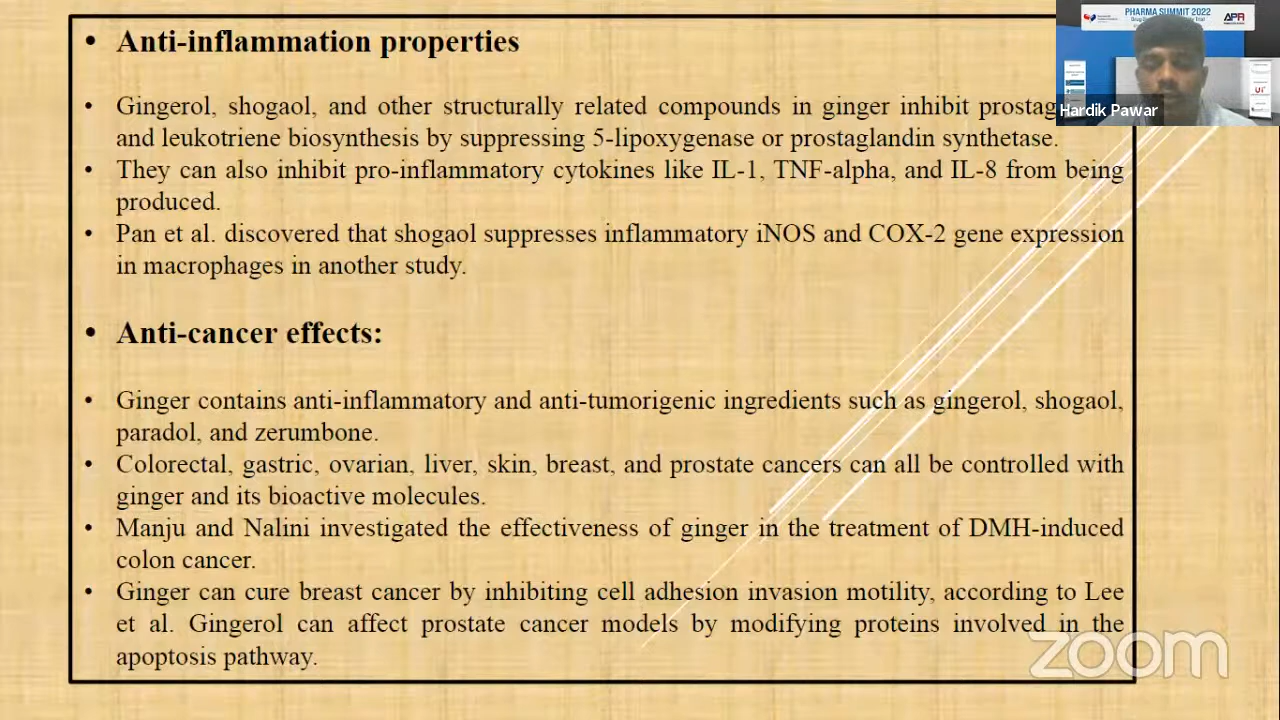 • Anti-inflammation properties
• Gingerol, shogaol, and other structurally related compounds in ginger inhibit
and leukotriene biosynthesis by suppressing 5-lipoxygenase or prostaglandin synthetase.
• They can also inhibit pro-inflammatory cytokines like IL-1, TNF-alpha, and IL-8 from being
produced.
• Pan et al. discovered that shogaol suppresses inflammatory iNOS and COX-2 gene expression
in macrophages in another study.
• Anti-cancer effects:
• Ginger contains anti-inflammatory and anti-tumorigenic ingredients such as gingerol, shogaol,
paradol, and zerumbone.
• Colorectal, gastric, ovarian, liver, skin, breast, and prostate cancers can all be controlled with
ginger and its bioactive molecules.
• Manju and Nalini investigated the effectiveness of ginger in the treatment of DMH-induced
colon cancer.
• Ginger can cure breast cancer by inhibiting cell adhesion invasion motility, according to Lee
et al. Gingerol can affect prostate cancer models by modifying proteins involved in the
apoptosis pathway.
PHARMA SUMMIT 2022
APR
Hardik Pawar
zoom